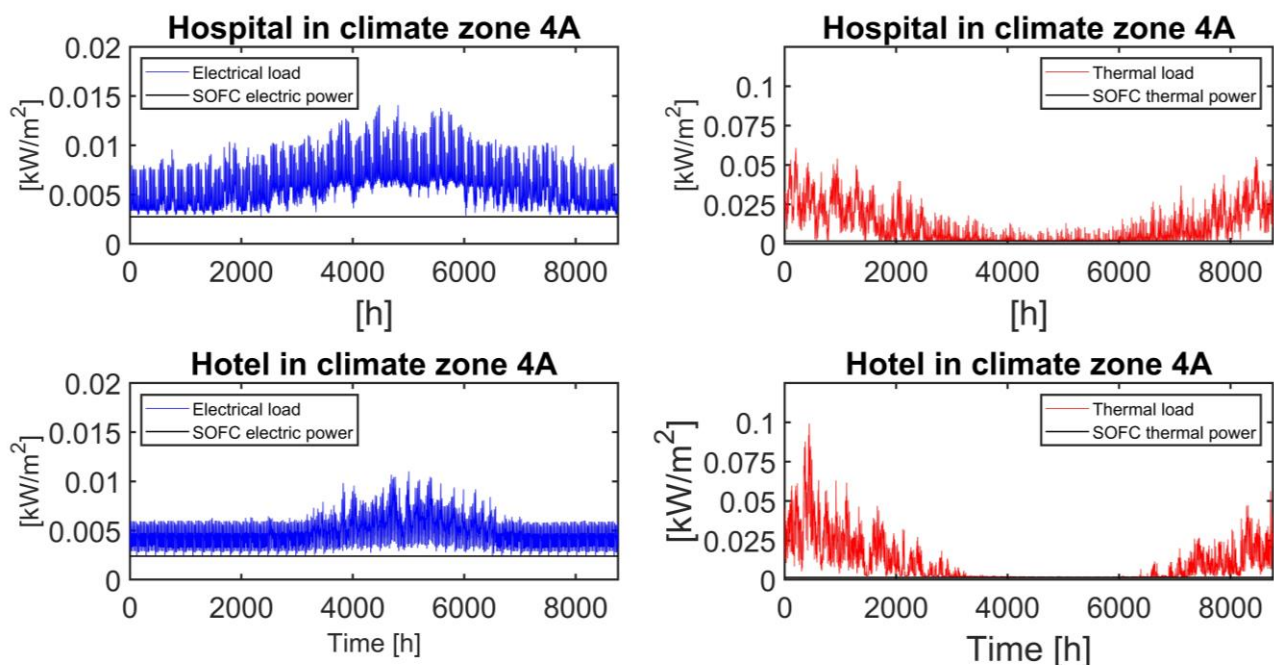 Hospital in climate zone 4A
0.02
0.015
0.01
0.005
0
[kW/m²]
Electrical load
SOFC electric power
0 2000 4000 6000 8000
[h]
Hospital in climate zone 4A
0.1
0.075
0.05
0.025
0
[kW/m²]
Thermal load
SOFC thermal power
0 2000 4000 6000 8000
[h]
Hotel in climate zone 4A
0.02
0.015
0.01
0.005
0
[kW/m²]
Electrical load
SOFC electric power
0 2000 4000 6000 8000
Time [h]
Hotel in climate zone 4A
0.1
0.075
0.05
0.025
0
[kW/m²]
Thermal load
SOFC thermal power
0 2000 4000 6000 8000
Time [h]